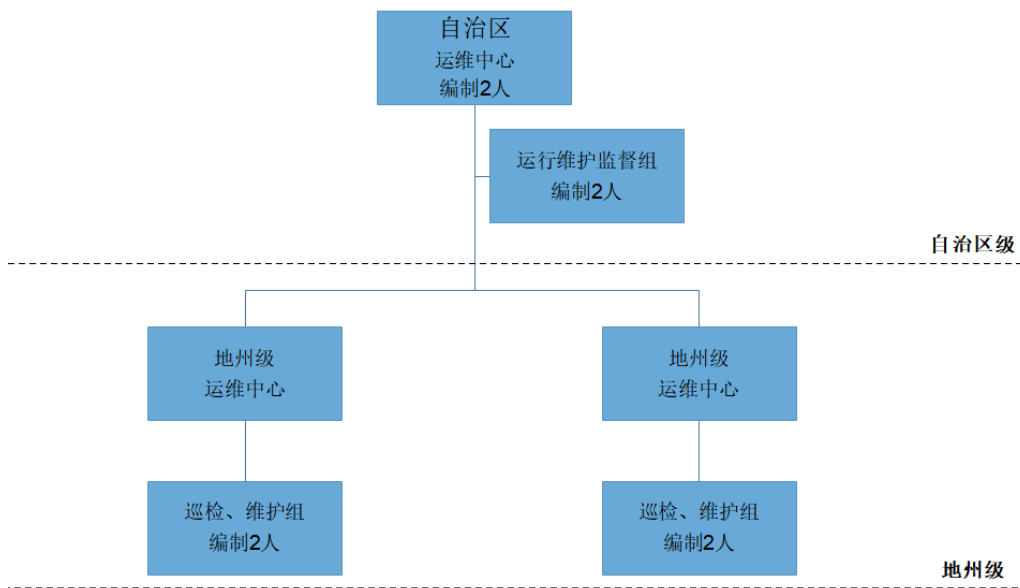 自治区
运维中心
编制2人
运行维护监督组
编制2人
自治区级
地州级
运维中心
地州级
运维中心
巡检、维护组
编制2人
巡检、维护组
编制2人
地州级